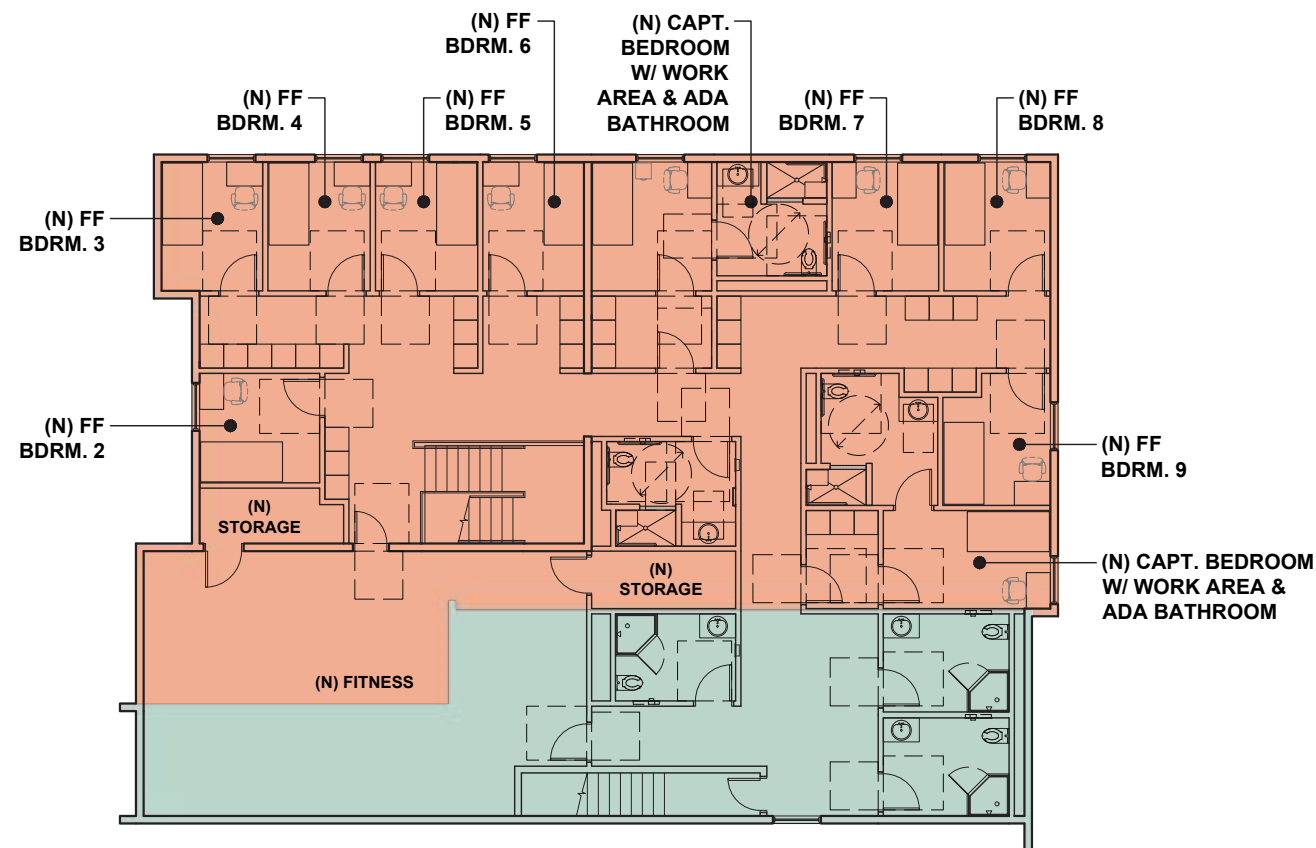 (N) FF
BDRM. 6
(N) CAPT.
BEDROOM
W/ WORK
AREA & ADA
BATHROOM
(N) FF
BDRM. 4
(N) FF
BDRM. 5
(N) FF
BDRM. 7
(N) FF
BDRM. 8
(N) FF
BDRM. 3
(N) FF
BDRM. 2
(N) FF
BDRM. 9
(N)
STORAGE
(N)
STORAGE
(N) CAPT. BEDROOM
W/ WORK AREA &
ADA BATHROOM
(N) FITNESS